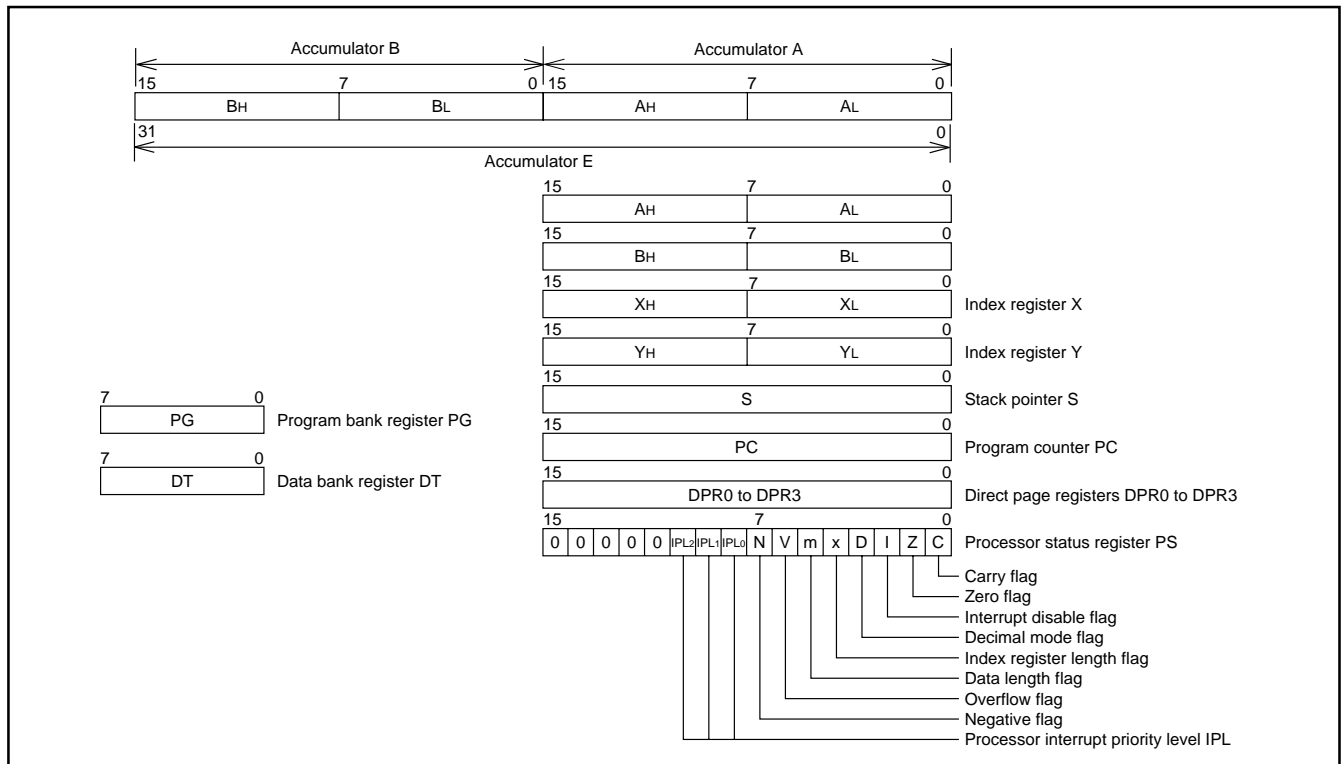 Accumulator B Accumulator A
15 7 0 15 7 0
BH BL AH AL
31 0
Accumulator E
15 7 0
AH AL
15 7 0
BH BL
15 7 0
XH XL Index register X
15 7 0
YH YL Index register Y
15 0
S Stack pointer S
7 0
PG Program bank register PG
15 0
PC Program counter PC
7 0
DT Data bank register DT
15 0
DPR0 to DPR3 Direct page registers DPR0 to DPR3
15 7 0
0 0 0 0 0 IPL2 IPL1 IPL0 N V m x D I Z C Processor status register PS
Carry flag
Zero flag
Interrupt disable flag
Decimal mode flag
Index register length flag
Data length flag
Overflow flag
Negative flag
Processor interrupt priority level IPL